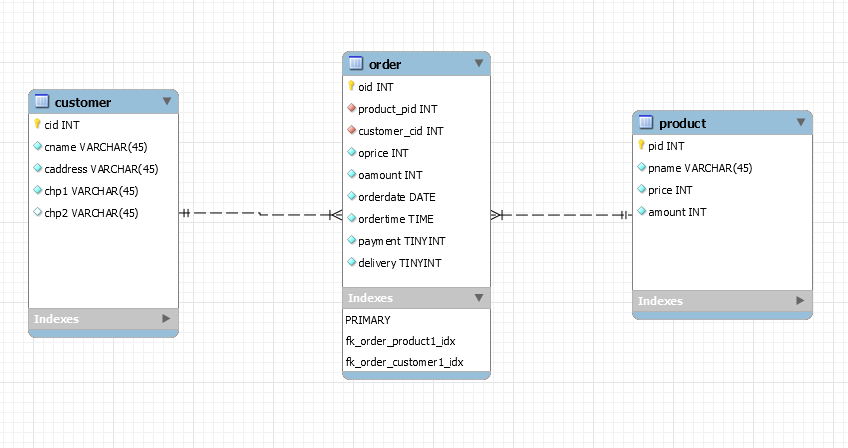 customer
cid INT
cname VARCHAR(45)
caddress VARCHAR(45)
chp1 VARCHAR(45)
chp2 VARCHAR(45)
Indexes
order
oid INT
product_pid INT
customer_cid INT
oprice INT
oamount INT
orderdate DATE
ordertime TIME
payment TINYINT
delivery TINYINT
Indexes
PRIMARY
fk_order_product1_idx
fk_order_customer1_idx
product
pid INT
pname VARCHAR(45)
price INT
amount INT
Indexes